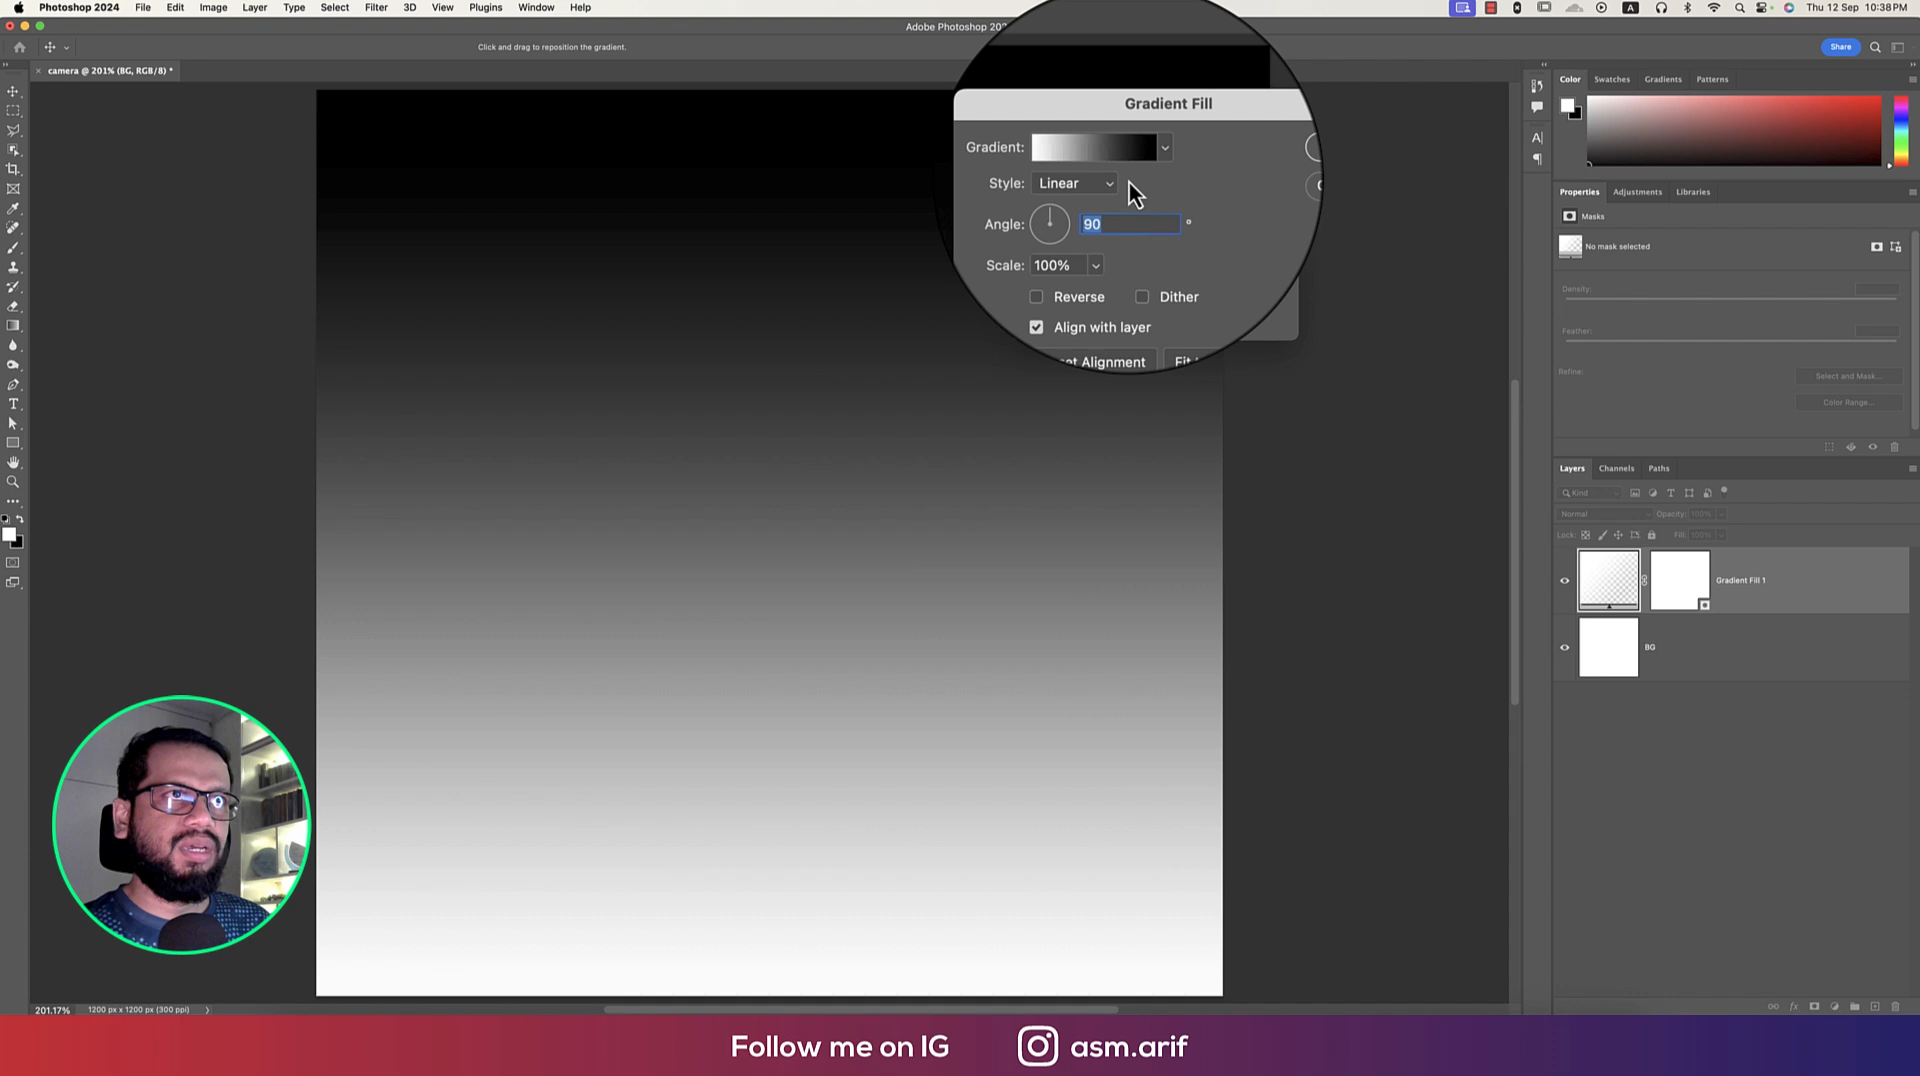 Photoshop 2024 File Edit Image Layer Type Select Filter 3D View Plugins Window Help
Thu 12 Sep 10:38PM
Adobe Photoshop 202
Click and drag to reposition the gradient.
Share
camera @ 201% (BG, RGB/8) *
Color Swatches Gradients Patterns
Gradient Fill
Gradient:
Style: Linear
Angle: 90 °
Scale: 100%
Reverse Dither
Align with layer
et Alignment Fit
Properties Adjustments Libraries
Masks
No mask selected
Density:
Feather:
Refine:
Select and Mask...
Color Range...
Layers Channels Paths
Kind
Normal Opacity: 100%
Lock: Fill: 100%
Gradient Fill 1
BG
201.17% 1200 px x 1200 px (300 ppi)
Follow me on IG asm.arif